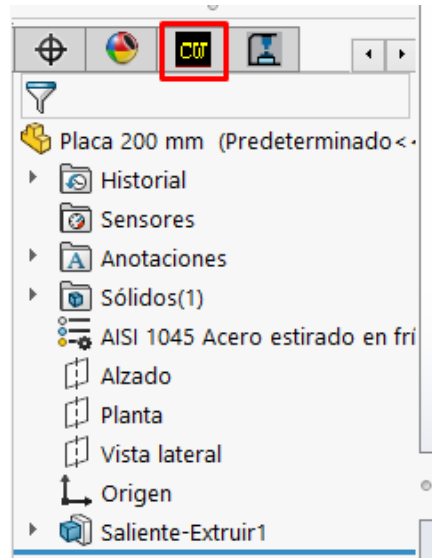 CW
Placa 200 mm (Predeterminado<<
Historial
Sensores
A Anotaciones
Sólidos(1)
AISI 1045 Acero estirado en frí
Alzado
Planta
Vista lateral
Origen
Saliente-Extruir1